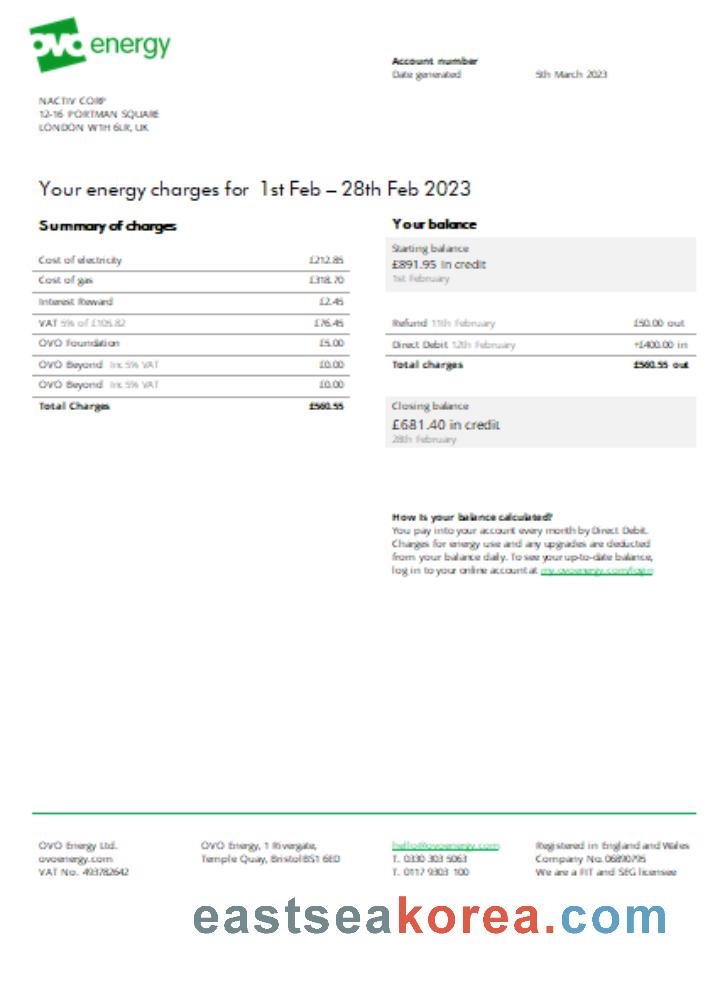 OVO energy
Account number
Date generated 5th March 2023
NACTIV CORP
12-16 PORTMAN SQUARE
LONDON W1H 6LR, UK
Your energy charges for 1st Feb – 28th Feb 2023
Summary of charges
Cost of electricity £212.85
Cost of gas £318.70
Interest Reward £2.45
VAT 5% of £105.82 £76.45
OVO Foundation £5.00
OVO Beyond Inc.5% VAT £0.00
OVO Beyond Inc.5% VAT £0.00
Total Charges £560.55
Your balance
Starting balance
£891.95 in credit
1st February
Refund 11th February £50.00 out
Direct Debit 12th February +£400.00 in
Total charges £560.55 out
Closing balance
£681.40 in credit
28th February
How is your balance calculated?
You pay into your account every month by Direct Debit.
Charges for energy use and any upgrades are deducted
from your balance daily. To see your up-to-date balance,
log in to your online account at my.ovoenergy.com/login
OVO Energy Ltd.
ovoenergy.com
VAT No. 493782642
OVO Energy, 1 Rivergate,
Temple Quay, Bristol BS1 6ED
hello@ovoenergy.com
T. 0330 303 5063
T. 0117 9303 100
Registered in England and Wales
Company No. 06890795
We are a FIT and SEG licensee
eastseakorea.com